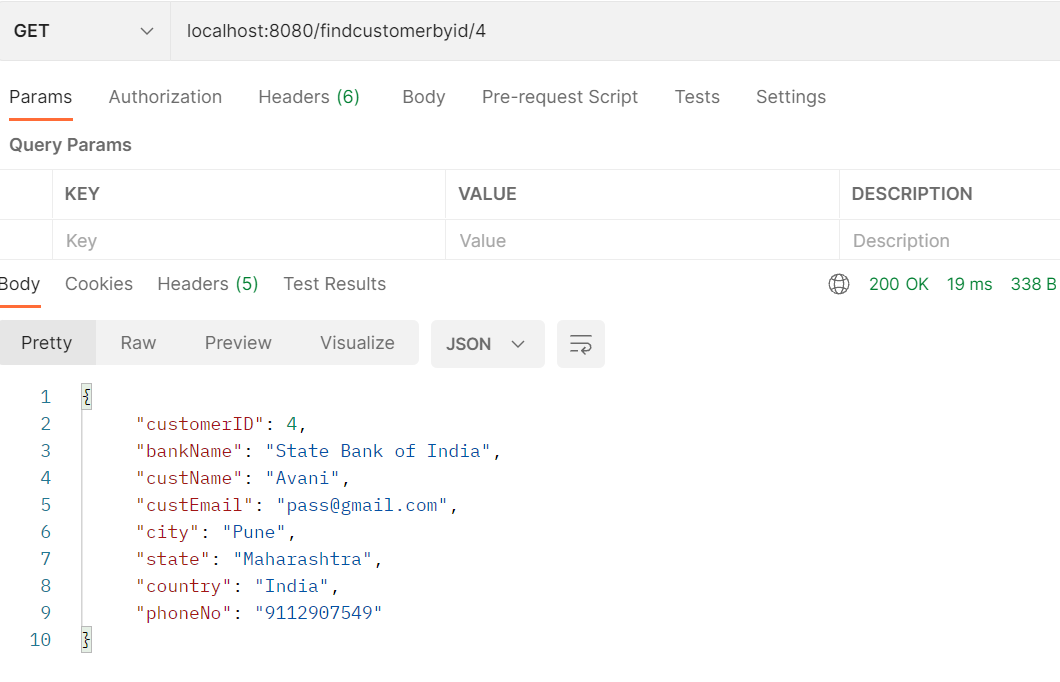 GET localhost:8080/findcustomerbyid/4
Params Authorization Headers (6) Body Pre-request Script Tests Settings
Query Params
KEY VALUE DESCRIPTION
Key Value Description
Body Cookies Headers (5) Test Results 200 OK 19 ms 338 B
Pretty Raw Preview Visualize JSON
1 {
2 "customerID": 4,
3 "bankName": "State Bank of India",
4 "custName": "Avani",
5 "custEmail": "pass@gmail.com",
6 "city": "Pune",
7 "state": "Maharashtra",
8 "country": "India",
9 "phoneNo": "9112907549"
10 }